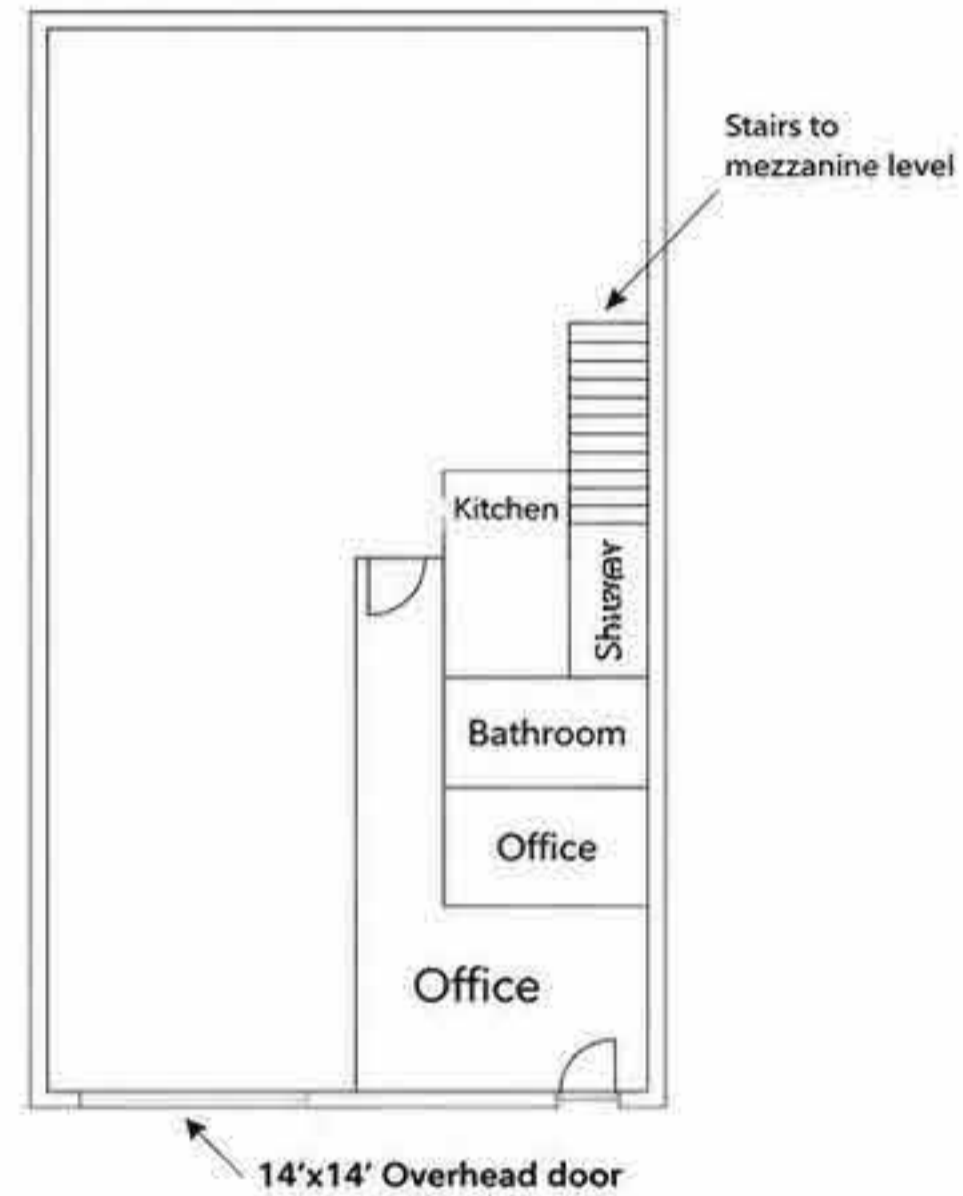 Stairs to
mezzanine level
Kitchen
Bathroom
Office
Office
14'x14' Overhead door